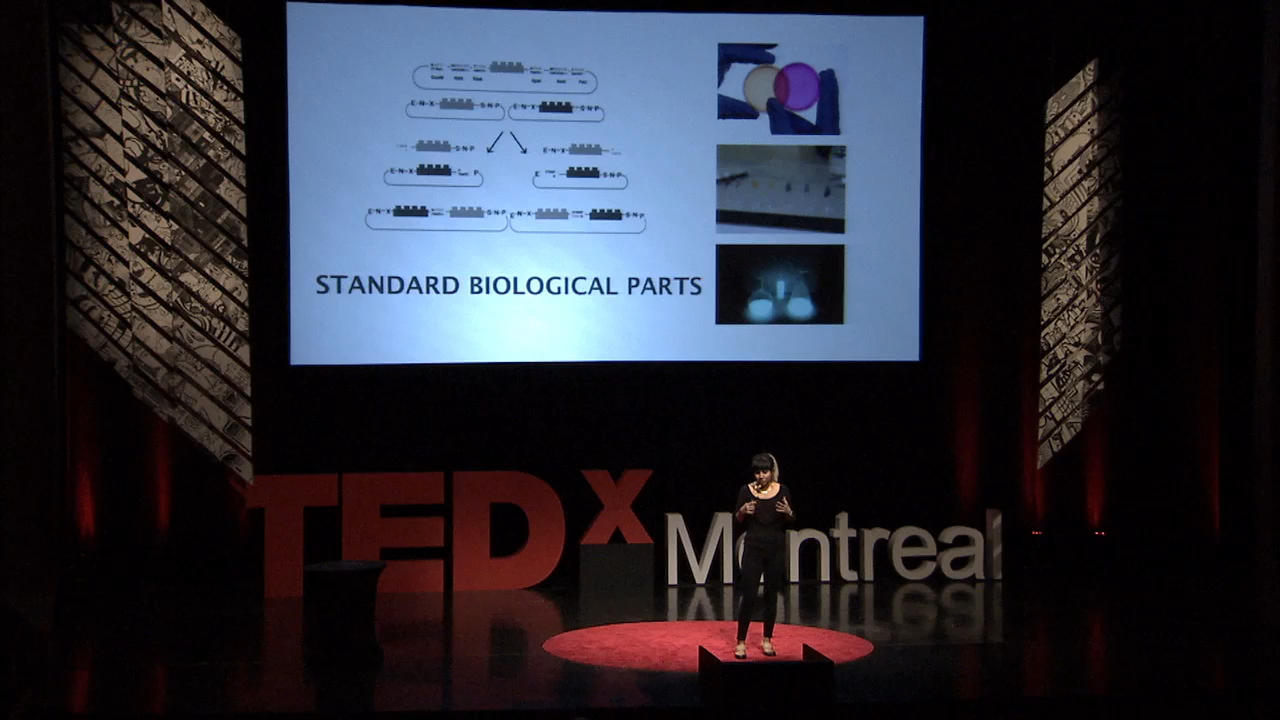 E-N-X
S-N-P
E-N-X
S-N-P
S-N-P
E-N-X
E-N-X
P
E
S-N-P
E-N-X
S-N-P
E-N-X
S-N-P
STANDARD BIOLOGICAL PARTS
TEDx
Montreal